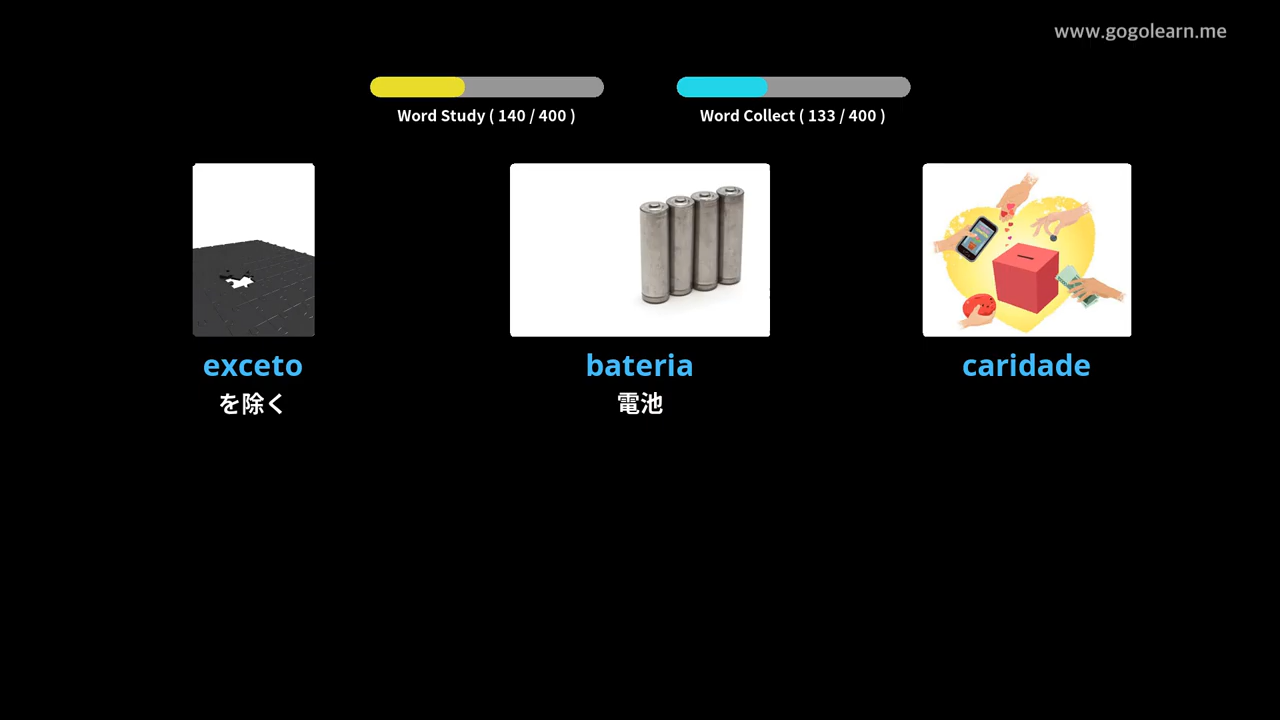 www.gogolearn.me
Word Study ( 140 / 400 )
Word Collect ( 133 / 400 )
exceto
を除く
bateria
電池
caridade